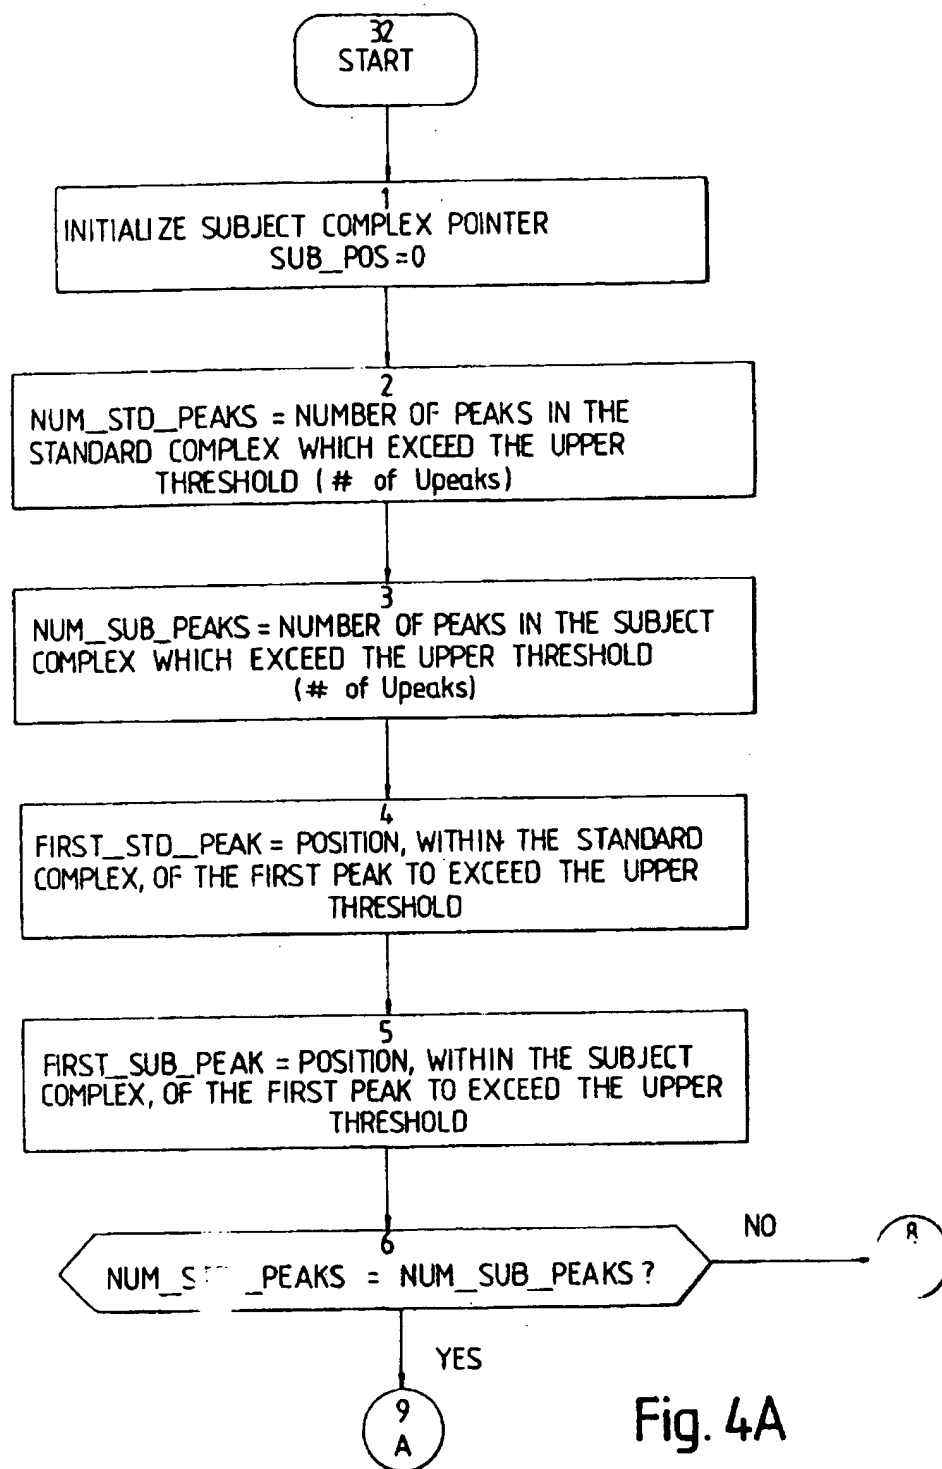 32
START
1
INITIALIZE SUBJECT COMPLEX POINTER
SUB_POS=0
2
NUM_STD_PEAKS = NUMBER OF PEAKS IN THE
STANDARD COMPLEX WHICH EXCEED THE UPPER
THRESHOLD (# of Upeaks)
3
NUM_SUB_PEAKS = NUMBER OF PEAKS IN THE SUBJECT
COMPLEX WHICH EXCEED THE UPPER THRESHOLD
(# of Upeaks)
4
FIRST_STD_PEAK = POSITION, WITHIN THE STANDARD
COMPLEX, OF THE FIRST PEAK TO EXCEED THE UPPER
THRESHOLD
5
FIRST_SUB_PEAK = POSITION, WITHIN THE SUBJECT
COMPLEX, OF THE FIRST PEAK TO EXCEED THE UPPER
THRESHOLD
6
= NUM_SUB_PEAKS ?
NO
YES
9
A
Fig. 4A